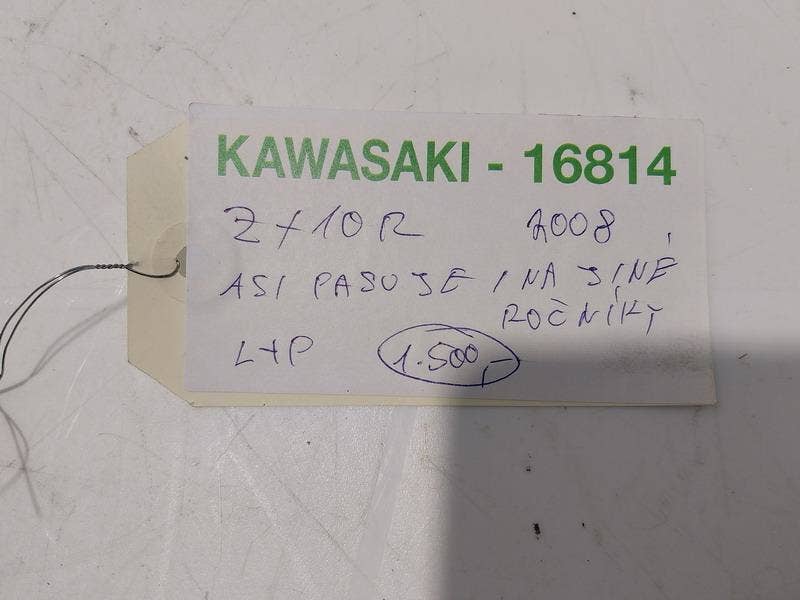 KAWASAKI - 16814
ZX10R 2008
ASI PASUJE I NA JINÉ
ROČNÍKY
L+P 1.500,-